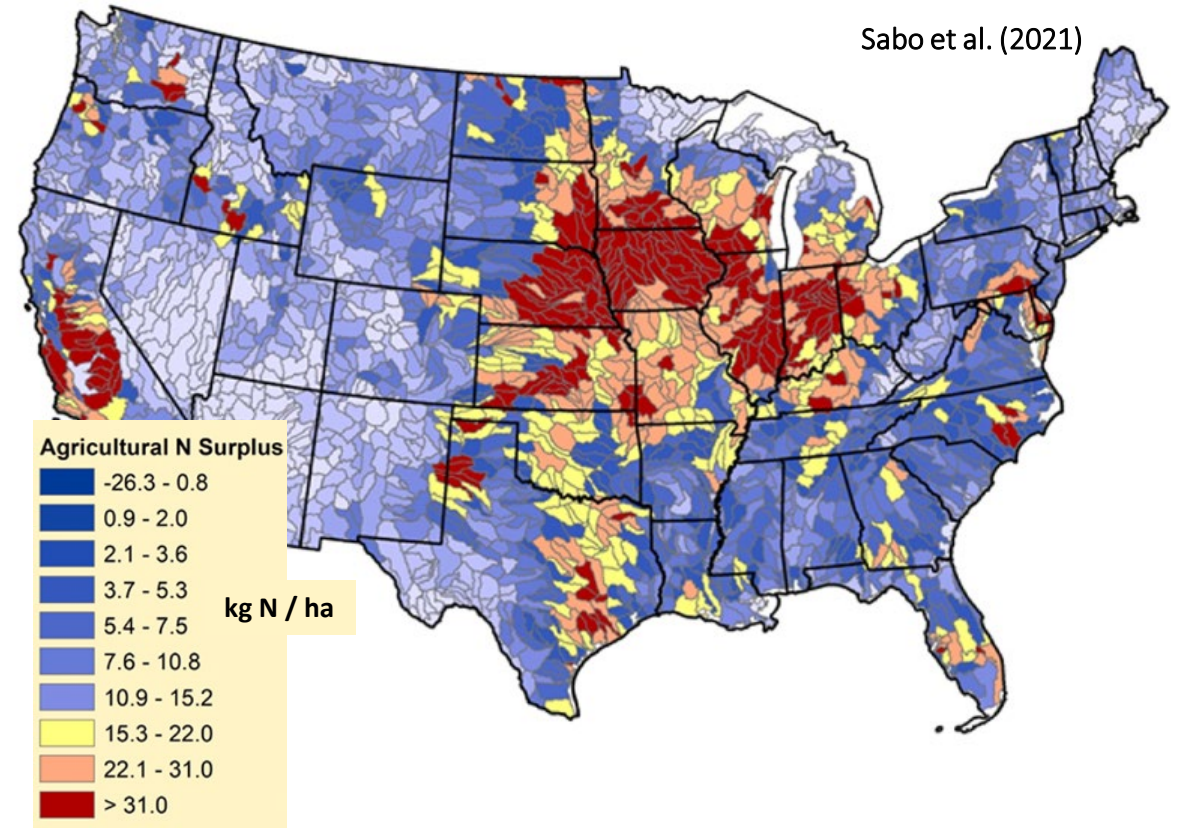 Sabo et al. (2021)
Agricultural N Surplus
-26.3 - 0.8
0.9 - 2.0
2.1 - 3.6
3.7 - 5.3
5.4 - 7.5
7.6 - 10.8
10.9 - 15.2
15.3 - 22.0
22.1 - 31.0
> 31.0
kg N / ha